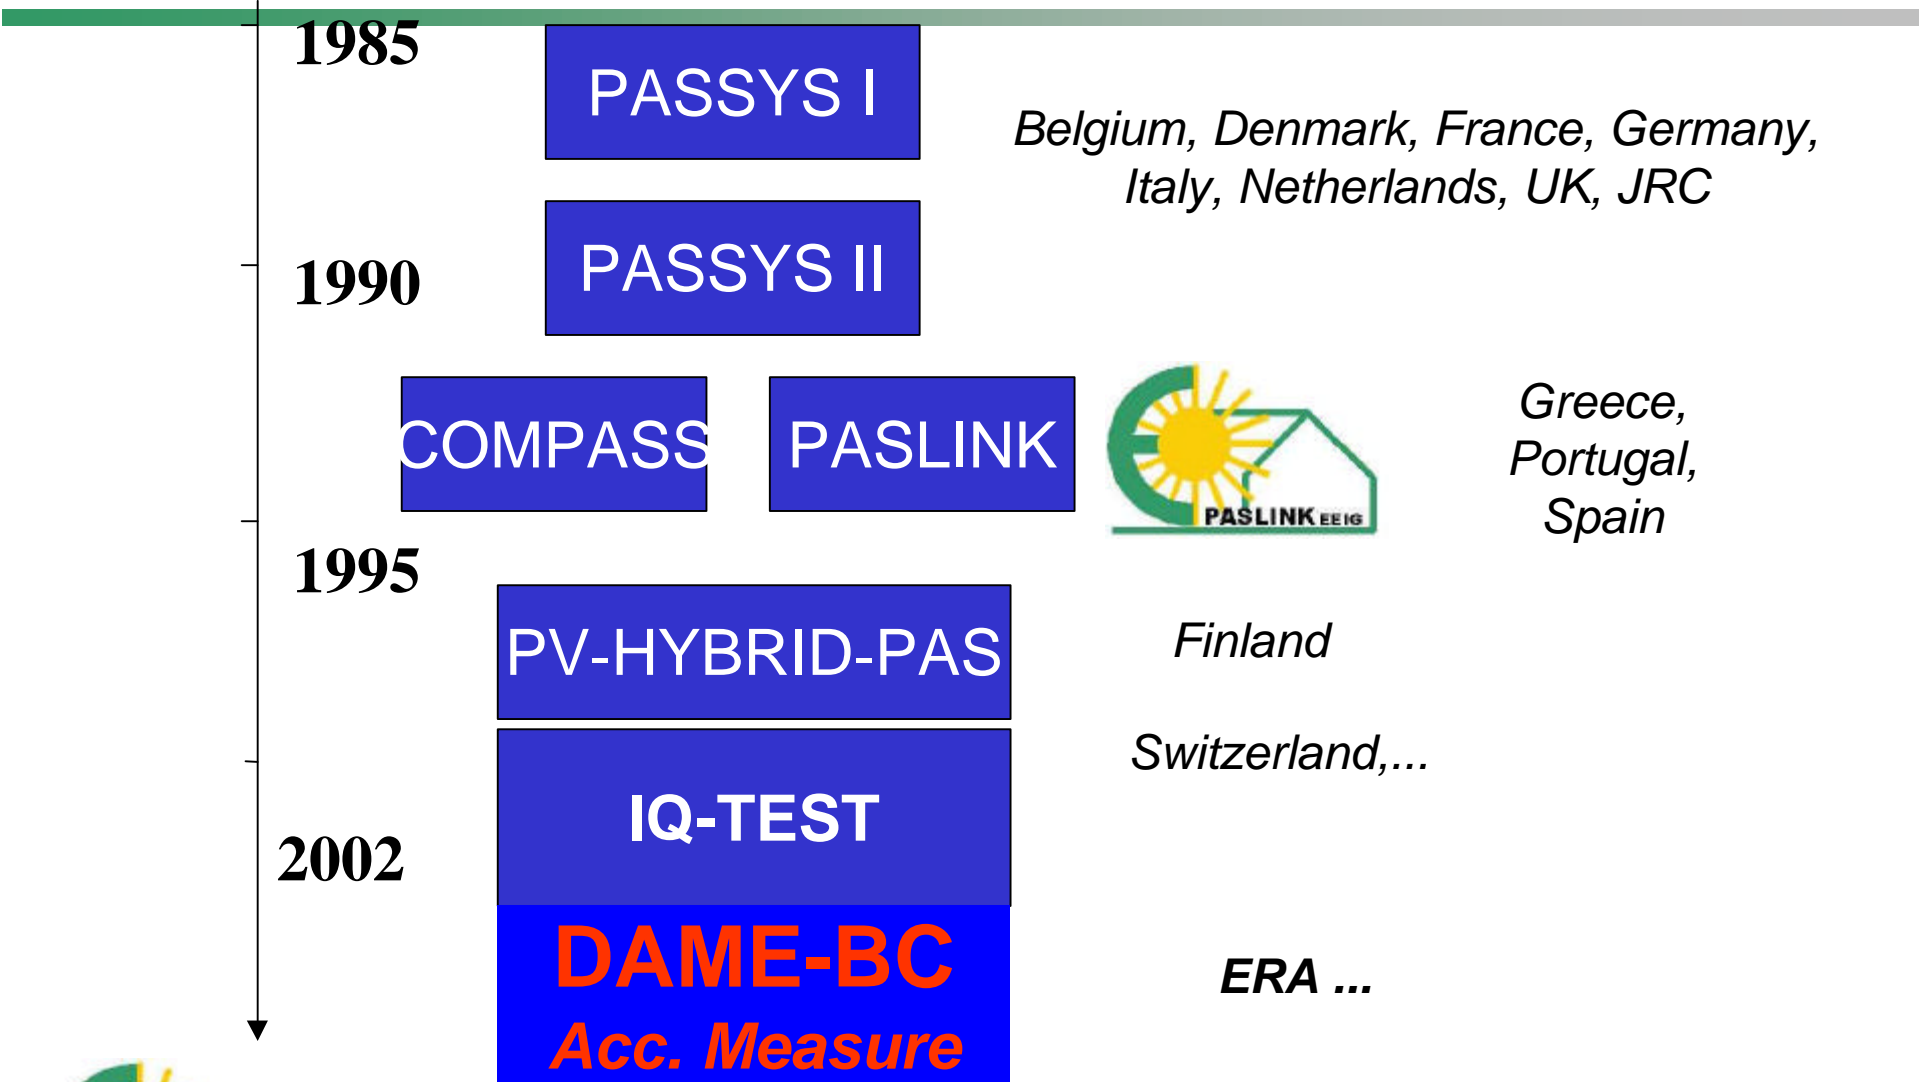 1985
PASSYS I
Belgium, Denmark, France, Germany,
Italy, Netherlands, UK, JRC
1990
PASSYS II
COMPASS
PASLINK
PASLINK EEIG
Greece,
Portugal,
Spain
1995
PV-HYBRID-PAS
Finland
Switzerland,...
IQ-TEST
2002
DAME-BC
ERA ...
Acc. Measure